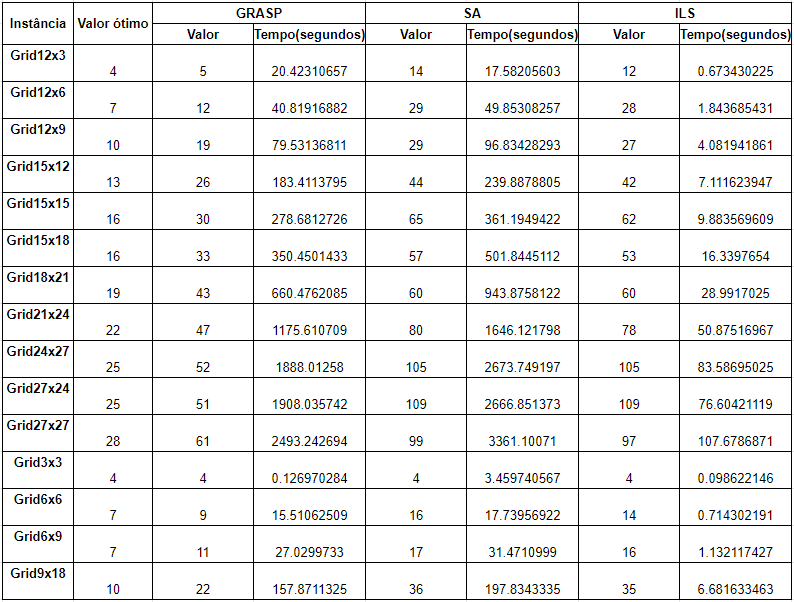 Instância Valor ótimo GRASP SA ILS
Valor Tempo(segundos) Valor Tempo(segundos) Valor Tempo(segundos)
Grid12x3 4 5 20.42310657 14 17.58205603 12 0.673430225
Grid12x6 7 12 40.81916882 29 49.85308257 28 1.843685431
Grid12x9 10 19 79.53136811 29 96.83428293 27 4.081941861
Grid15x12 13 26 183.4113795 44 239.8878805 42 7.111623947
Grid15x15 16 30 278.6812726 65 361.1949422 62 9.883569609
Grid15x18 16 33 350.4501433 57 501.8445112 53 16.3397654
Grid18x21 19 43 660.4762085 60 943.8758122 60 28.9917025
Grid21x24 22 47 1175.610709 80 1646.121798 78 50.87516967
Grid24x27 25 52 1888.01258 105 2673.749197 105 83.58695025
Grid27x24 25 51 1908.035742 109 2666.851373 109 76.60421119
Grid27x27 28 61 2493.242694 99 3361.10071 97 107.6786871
Grid3x3 4 4 0.126970284 4 3.459740567 4 0.098622146
Grid6x6 7 9 15.51062509 16 17.73956922 14 0.714302191
Grid6x9 7 11 27.0299733 17 31.4710999 16 1.132117427
Grid9x18 10 22 157.8711325 36 197.8343335 35 6.681633463